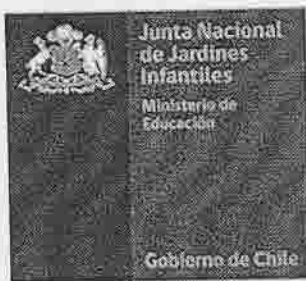 Junta Nacional
de Jardines
Infantiles
Ministerio de
Educación
Gobierno de Chile